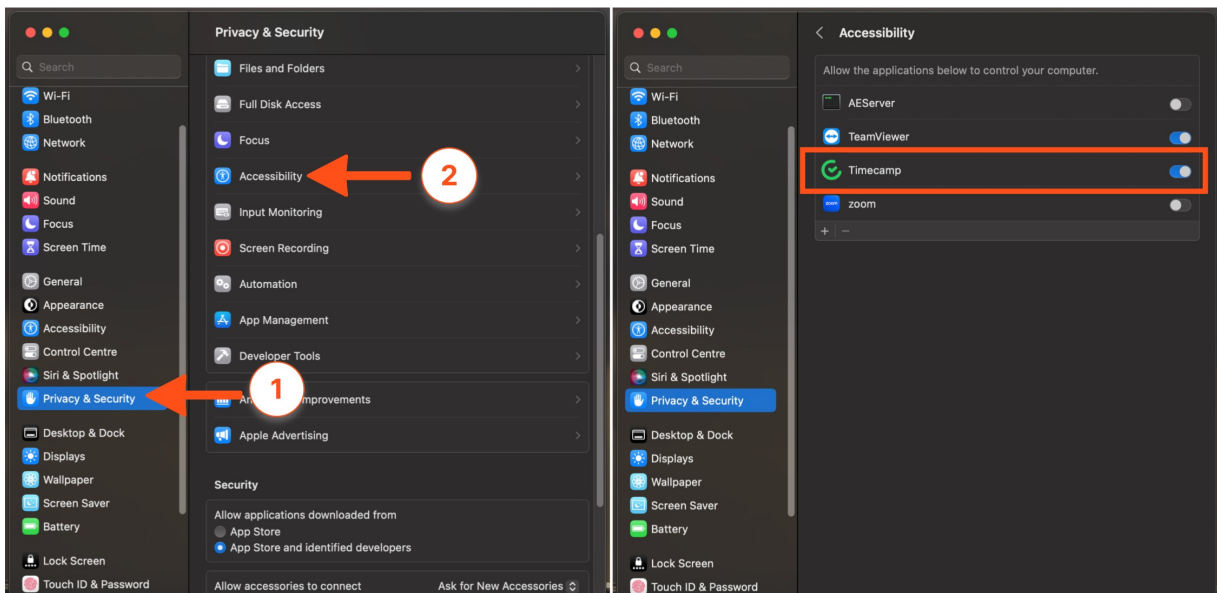 Privacy & Security
Search
Wi-Fi
Bluetooth
Network
Notifications
Sound
Focus
Screen Time
General
Appearance
Accessibility
Control Centre
Siri & Spotlight
Privacy & Security
Desktop & Dock
Displays
Wallpaper
Screen Saver
Battery
Lock Screen
Touch ID & Password
Files and Folders
Full Disk Access
Focus
Accessibility
2
Input Monitoring
Screen Recording
Automation
App Management
Developer Tools
1
mprovements
Apple Advertising
Security
Allow applications downloaded from
App Store
App Store and identified developers
Allow accessories to connect Ask for New Accessories
Accessibility
Search
Wi-Fi
Bluetooth
Network
Notifications
Sound
Focus
Screen Time
General
Appearance
Accessibility
Control Centre
Siri & Spotlight
Privacy & Security
Desktop & Dock
Displays
Wallpaper
Screen Saver
Battery
Lock Screen
Touch ID & Password
Allow the applications below to control your computer.
AEServer
TeamViewer
Timecamp
zoom zoom
+ −